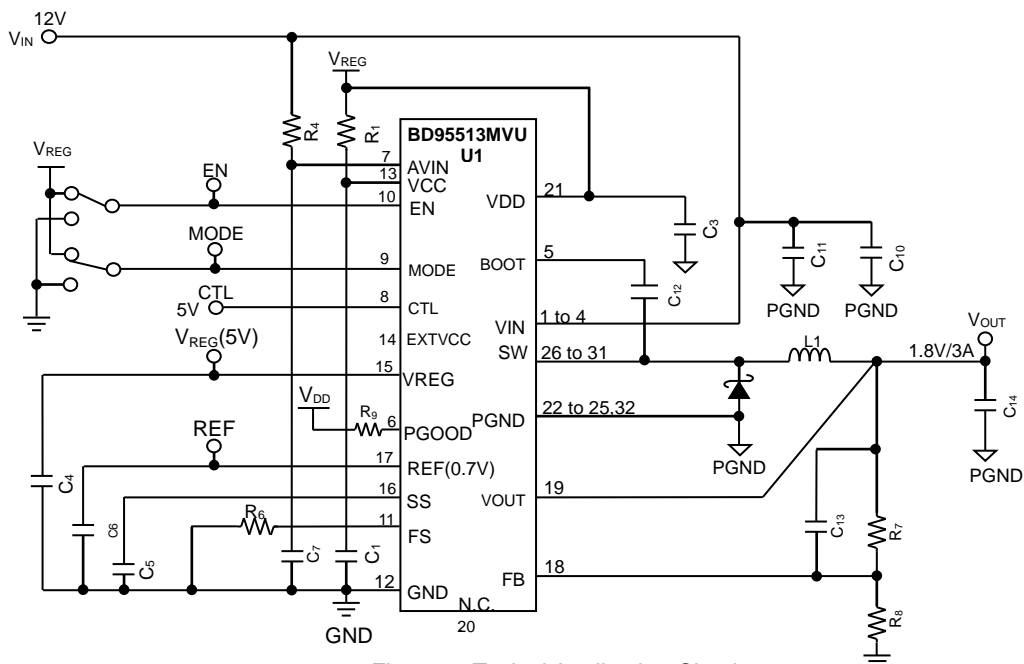 12V
VIN
VREG
R4
R1
BD95513MVU
U1
7
AVIN
13
VCC
VREG
EN
10
EN
VDD
21
C3
C11
C10
MODE
9
MODE
BOOT
5
C12
PGND
PGND
CTL
5V
8
CTL
VIN
1 to 4
14
EXTVCC
SW
26 to 31
L1
1.8V/3A
VOUT
VREG(5V)
15
VREG
VDD
R9
6
PGOOD
PGND
22 to 25,32
PGND
C14
PGND
REF
17
REF(0.7V)
C4
16
SS
VOUT
19
C6
R6
11
FS
C13
R7
C5
C7
C1
12
GND
FB
18
N.C.
20
R8
GND